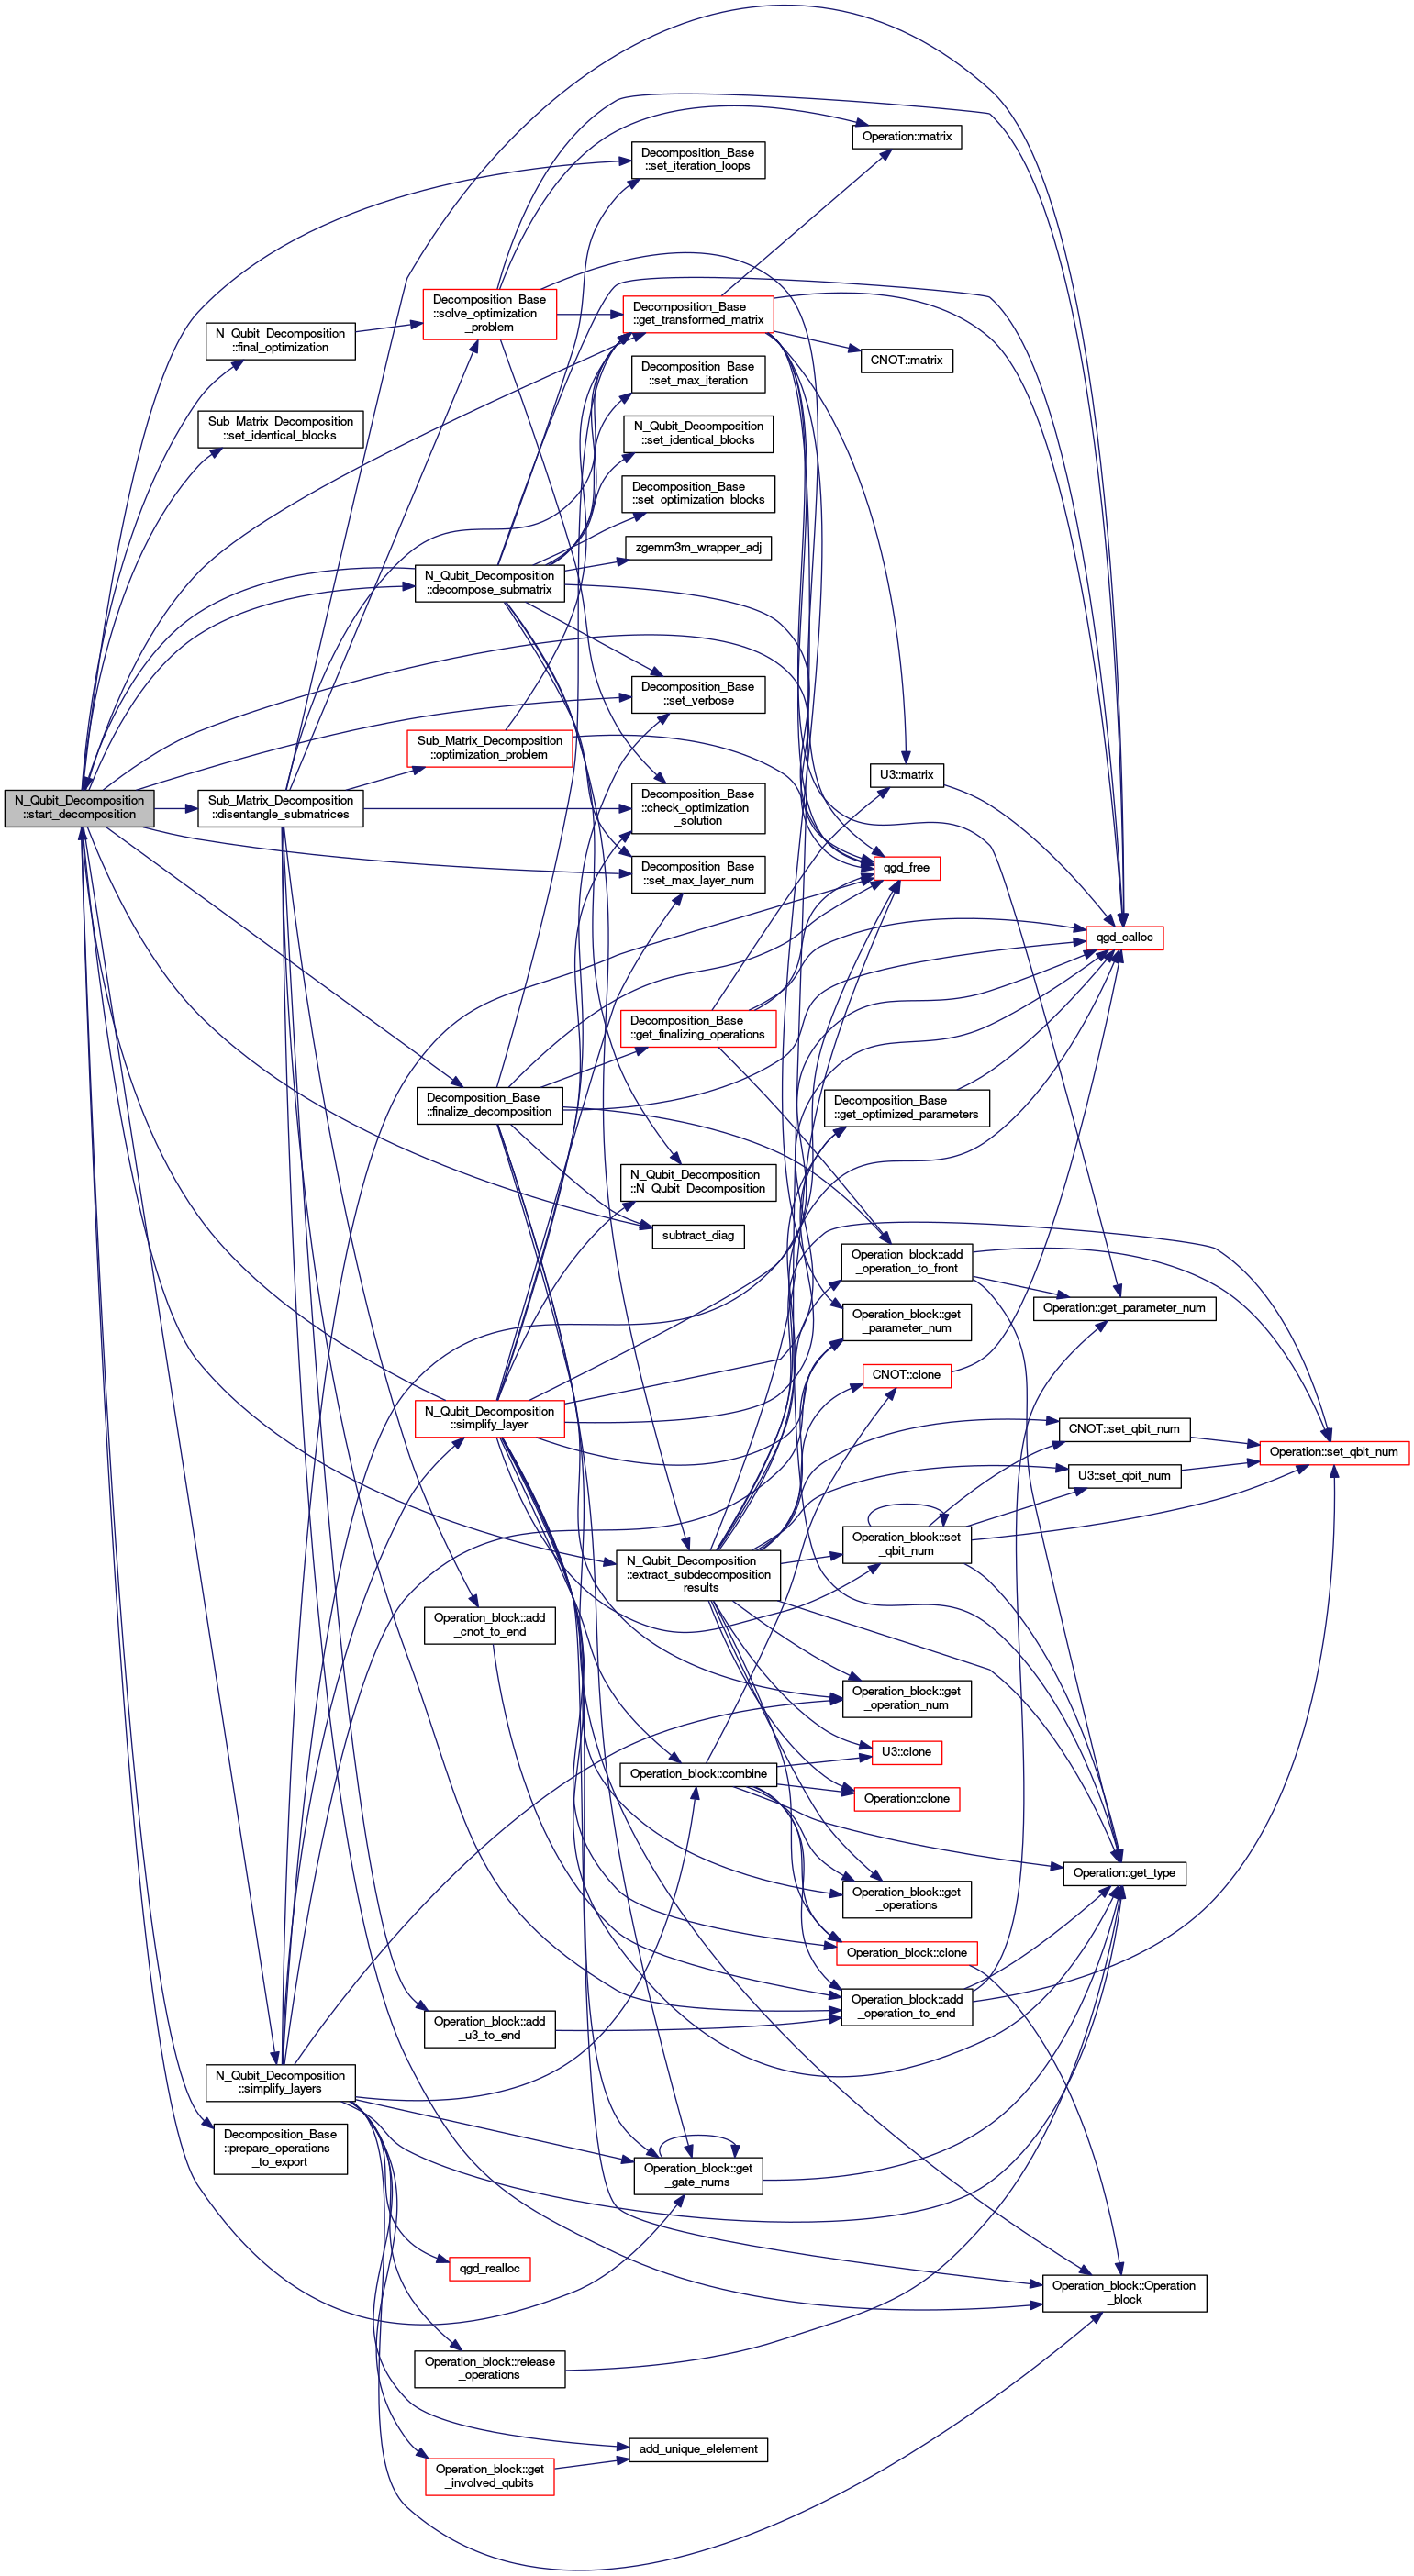 Operation::matrix
Decomposition_Base
::set_iteration_loops
Decomposition_Base
::solve_optimization
_problem
Decomposition_Base
::get_transformed_matrix
N_Qubit_Decomposition
::final_optimization
CNOT::matrix
Decomposition_Base
::set_max_iteration
Sub_Matrix_Decomposition
::set_identical_blocks
N_Qubit_Decomposition
::set_identical_blocks
Decomposition_Base
::set_optimization_blocks
zgemm3m_wrapper_adj
N_Qubit_Decomposition
::decompose_submatrix
Decomposition_Base
::set_verbose
Sub_Matrix_Decomposition
::optimization_problem
U3::matrix
N_Qubit_Decomposition
::start_decomposition
Sub_Matrix_Decomposition
::disentangle_submatrices
Decomposition_Base
::check_optimization
_solution
Decomposition_Base
::set_max_layer_num
qgd_free
qgd_calloc
Decomposition_Base
::get_finalizing_operations
Decomposition_Base
::finalize_decomposition
Decomposition_Base
::get_optimized_parameters
N_Qubit_Decomposition
::N_Qubit_Decomposition
subtract_diag
Operation_block::add
_operation_to_front
Operation::get_parameter_num
Operation_block::get
_parameter_num
CNOT::clone
N_Qubit_Decomposition
::simplify_layer
CNOT::set_qbit_num
Operation::set_qbit_num
U3::set_qbit_num
Operation_block::set
_qbit_num
N_Qubit_Decomposition
::extract_subdecomposition
_results
Operation_block::add
_cnot_to_end
Operation_block::get
_operation_num
U3::clone
Operation_block::combine
Operation::clone
Operation::get_type
Operation_block::get
_operations
Operation_block::clone
Operation_block::add
_operation_to_end
Operation_block::add
_u3_to_end
N_Qubit_Decomposition
::simplify_layers
Decomposition_Base
::prepare_operations
_to_export
Operation_block::get
_gate_nums
qgd_realloc
Operation_block::Operation
_block
Operation_block::release
_operations
add_unique_elelement
Operation_block::get
_involved_qubits